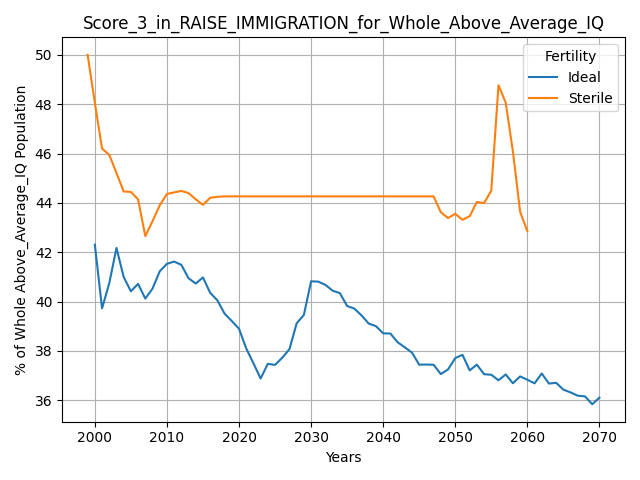 Score_3_in_RAISE_IMMIGRATION_for_Whole_Above_Average_IQ
% of Whole Above_Average_IQ Population
50
48
46
44
42
40
38
36
Fertility
Ideal
Sterile
2000 2010 2020 2030 2040 2050 2060 2070
Years